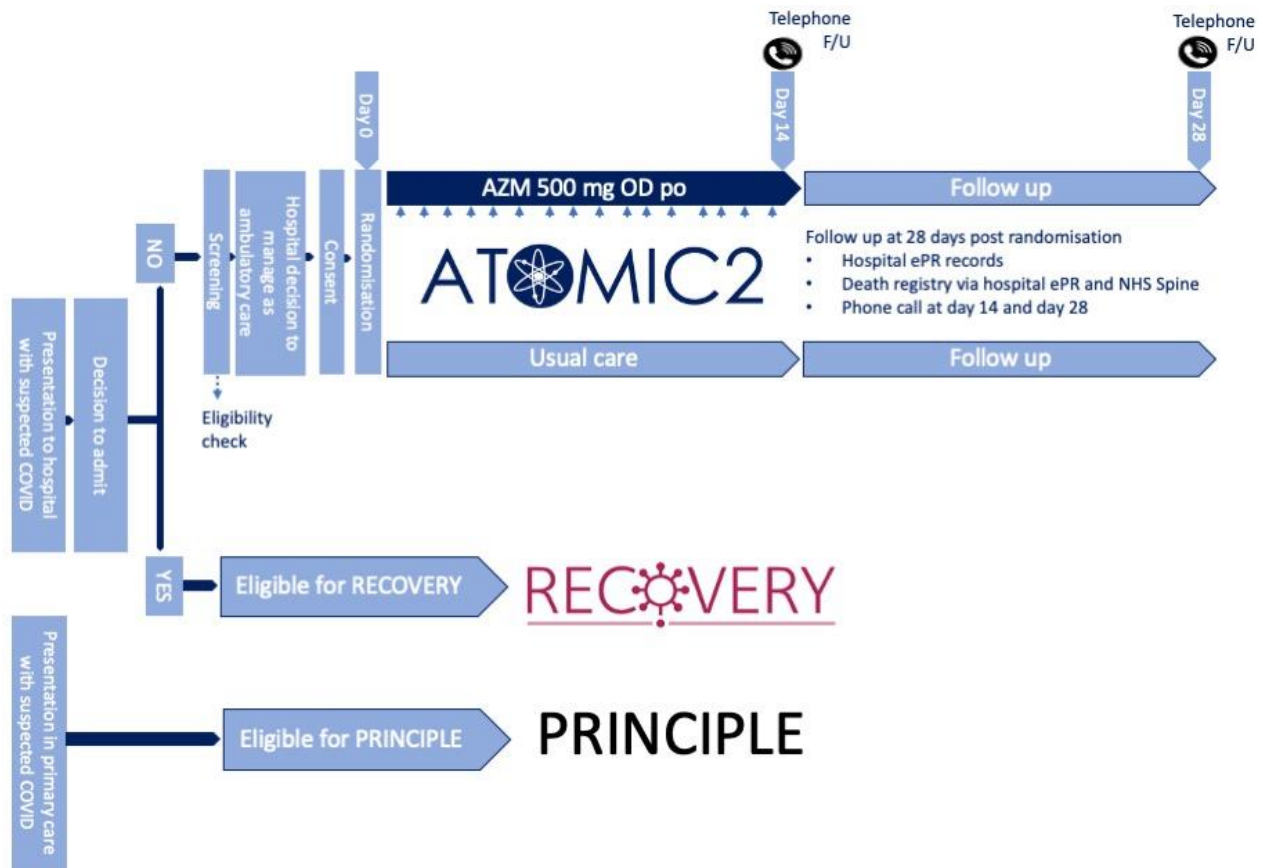 Telephone
F/U
Telephone
F/U
Day 0
Day 14
Day 28
Presentation to hospital
with suspected COVID
Decision to admit
NO
Screening
Hospital decision to
manage as
ambulatory care
Consent
Randomisation
AZM 500 mg OD po
Follow up
ATOMIC2
Follow up at 28 days post randomisation
• Hospital ePR records
• Death registry via hospital ePR and NHS Spine
• Phone call at day 14 and day 28
Usual care
Follow up
Eligibility
check
YES
Eligible for RECOVERY
RECOVERY
Presentation in primary care
with suspected COVID
Eligible for PRINCIPLE
PRINCIPLE